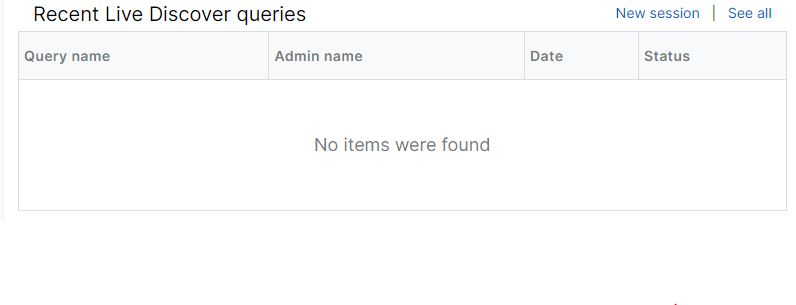 Recent Live Discover queries
New session | See all
Query name Admin name Date Status
No items were found